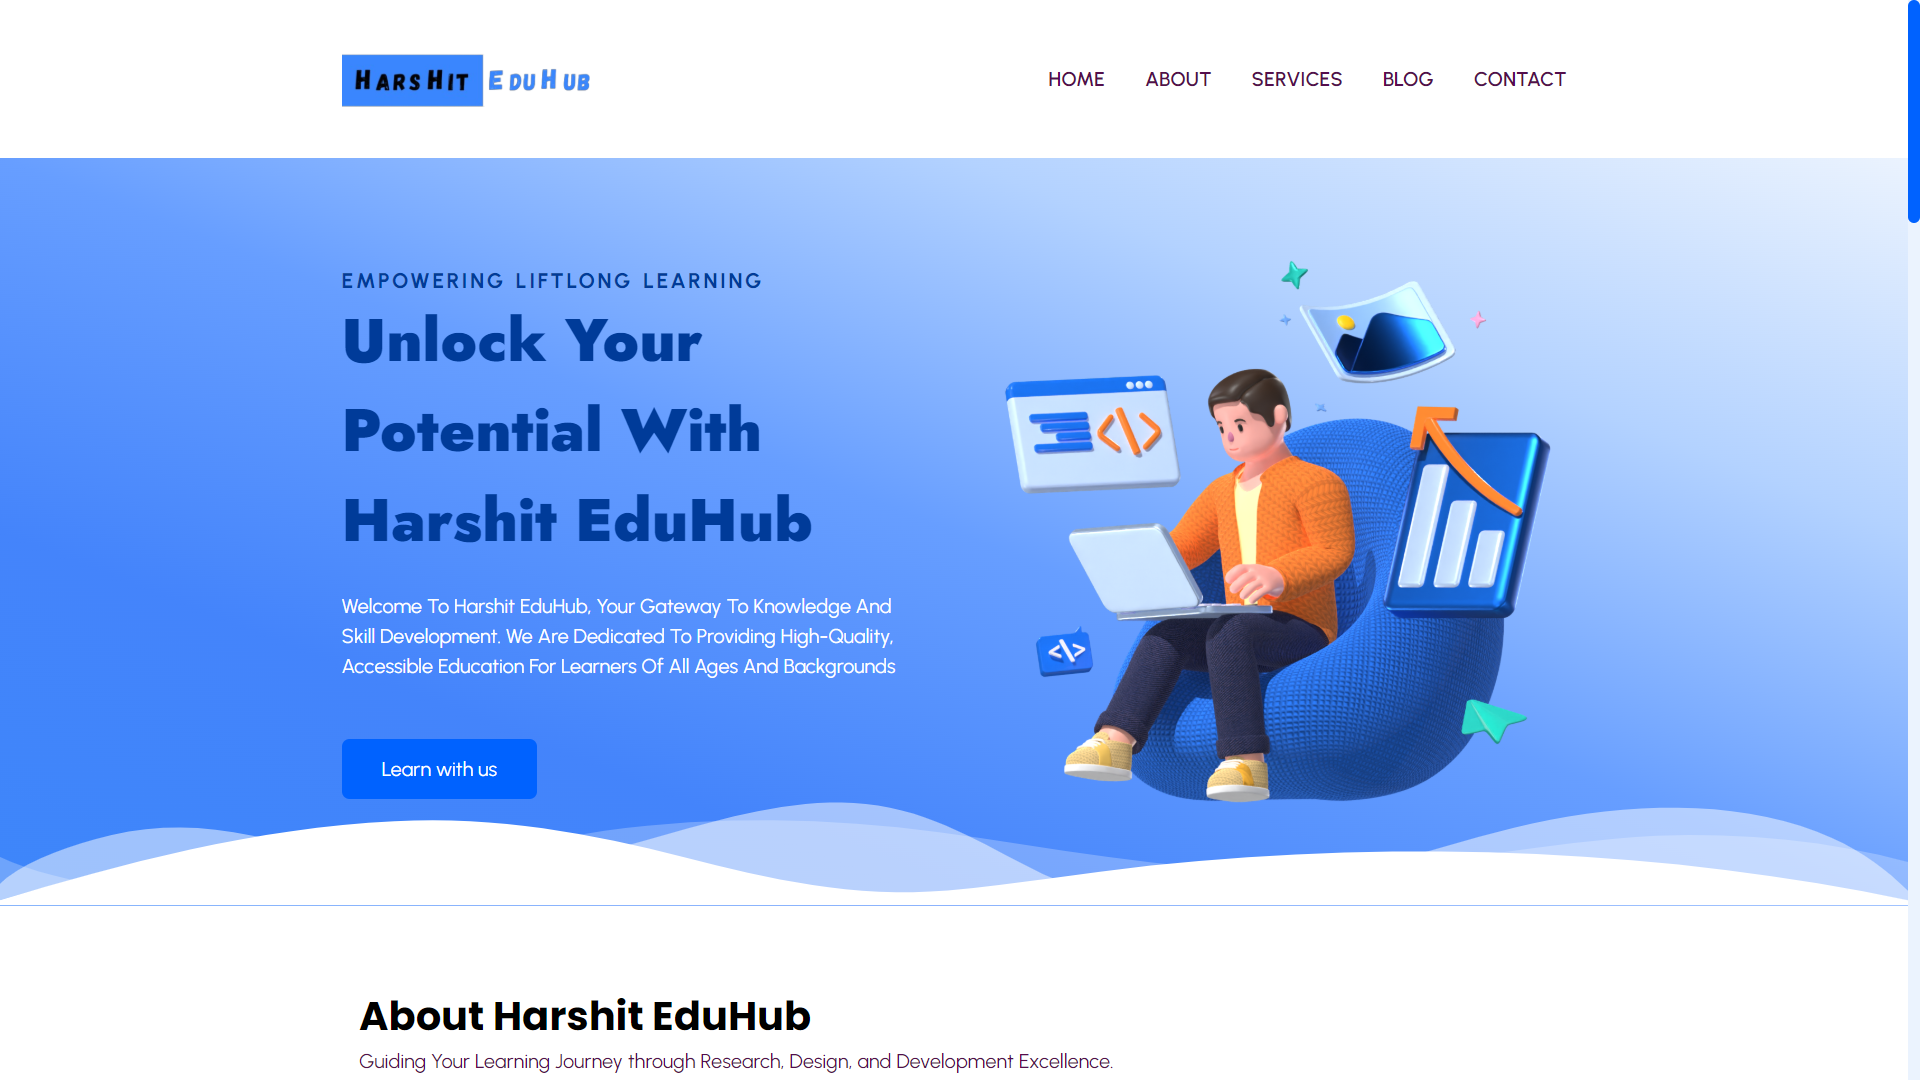 HARSHIT EDUHUB
HOME ABOUT SERVICES BLOG CONTACT
EMPOWERING LIFTLONG LEARNING
Unlock Your
Potential With
Harshit EduHub
Welcome To Harshit EduHub, Your Gateway To Knowledge And
Skill Development. We Are Dedicated To Providing High-Quality,
Accessible Education For Learners Of All Ages And Backgrounds
Learn with us
About Harshit EduHub
Guiding Your Learning Journey through Research, Design, and Development Excellence.